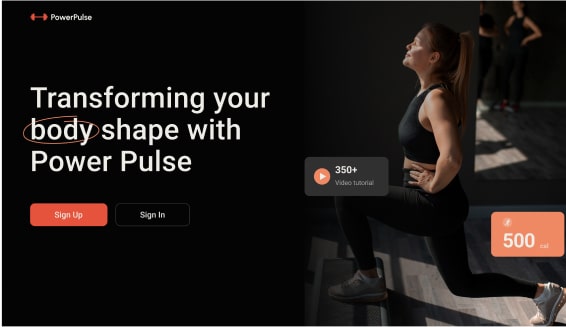 PowerPulse
Transforming your
body shape with
Power Pulse
350+
Video tutorial
Sign Up
Sign In
500 cal